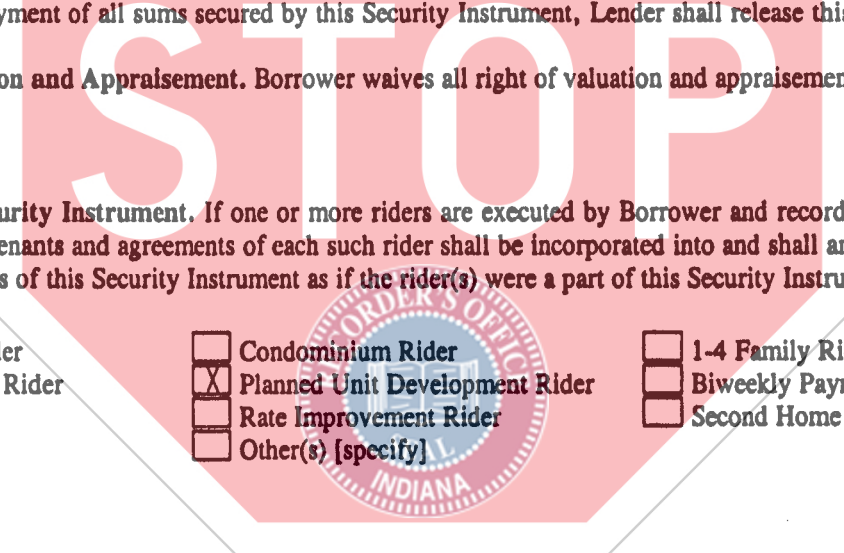 STOP
yment of all sums secured by this Security Instrument, Lender shall release this
on and Appraisement. Borrower waives all right of valuation and appraisemen
urity Instrument. If one or more riders are executed by Borrower and record
enants and agreements of each such rider shall be incorporated into and shall a
s of this Security Instrument as if the rider(s) were a part of this Security Instru
er Condominium Rider 1-4 Family Ri
Rider X Planned Unit Development Rider Biweekly Paym
Rate Improvement Rider Second Home
Other(s) [specify]
ORDER'S OFFIC
INDIANA